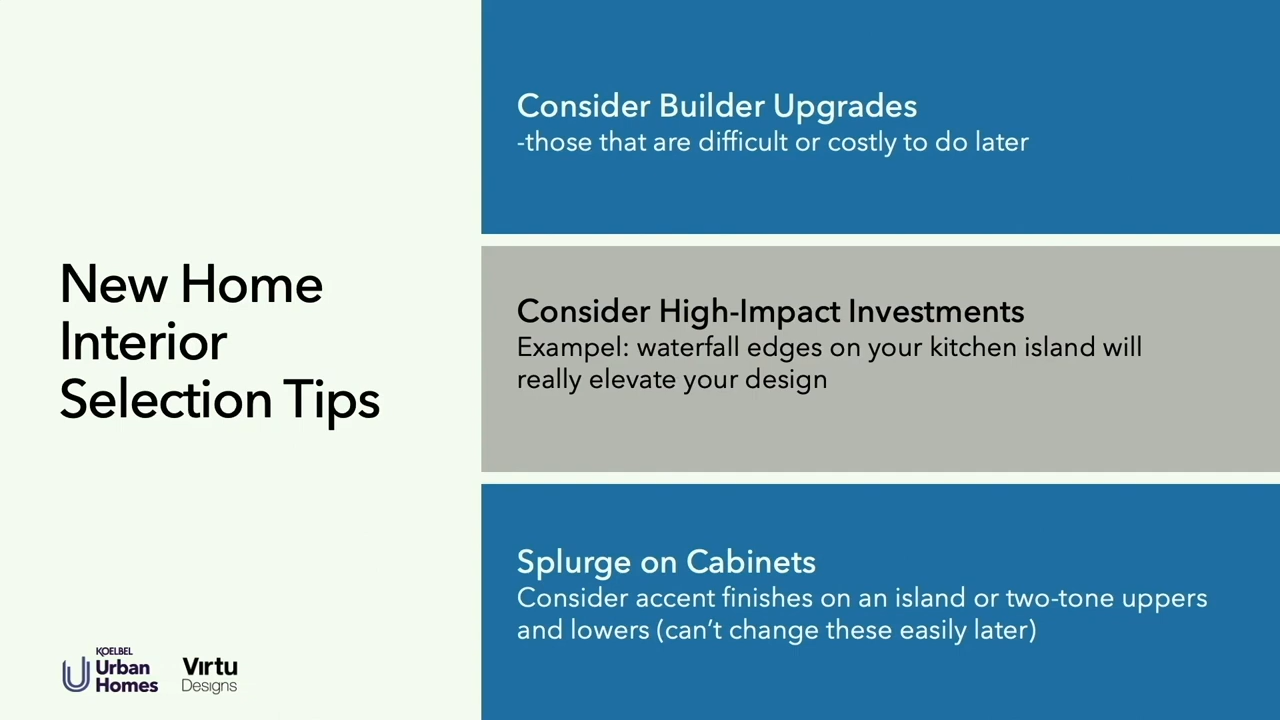 New Home
Interior
Selection Tips
Consider Builder Upgrades
-those that are difficult or costly to do later
Consider High-Impact Investments
Exampel: waterfall edges on your kitchen island will
really elevate your design
Splurge on Cabinets
Consider accent finishes on an island or two-tone uppers
and lowers (can't change these easily later)
KOELBEL
Urban
Homes
Virtu
Designs